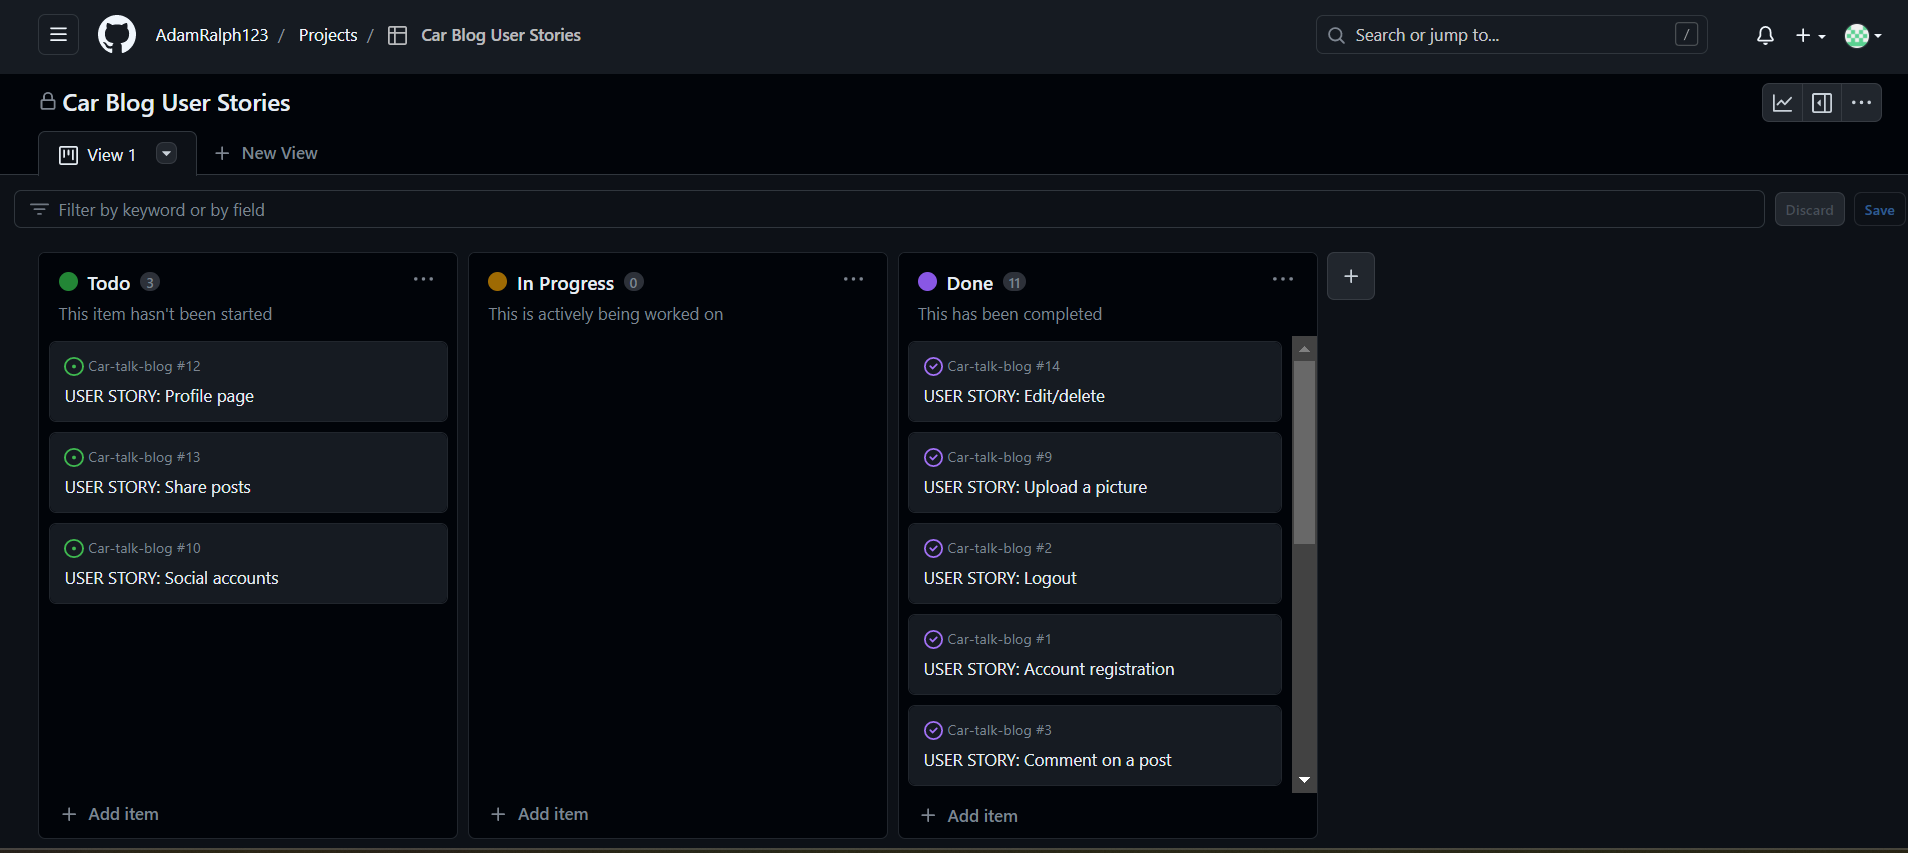 AdamRalph123 / Projects / Car Blog User Stories
Search or jump to... /
Car Blog User Stories
View 1
New View
Filter by keyword or by field
Discard
Save
Todo 3
This item hasn't been started
Car-talk-blog #12
USER STORY: Profile page
Car-talk-blog #13
USER STORY: Share posts
Car-talk-blog #10
USER STORY: Social accounts
Add item
In Progress 0
This is actively being worked on
Add item
Done 11
This has been completed
Car-talk-blog #14
USER STORY: Edit/delete
Car-talk-blog #9
USER STORY: Upload a picture
Car-talk-blog #2
USER STORY: Logout
Car-talk-blog #1
USER STORY: Account registration
Car-talk-blog #3
USER STORY: Comment on a post
Add item